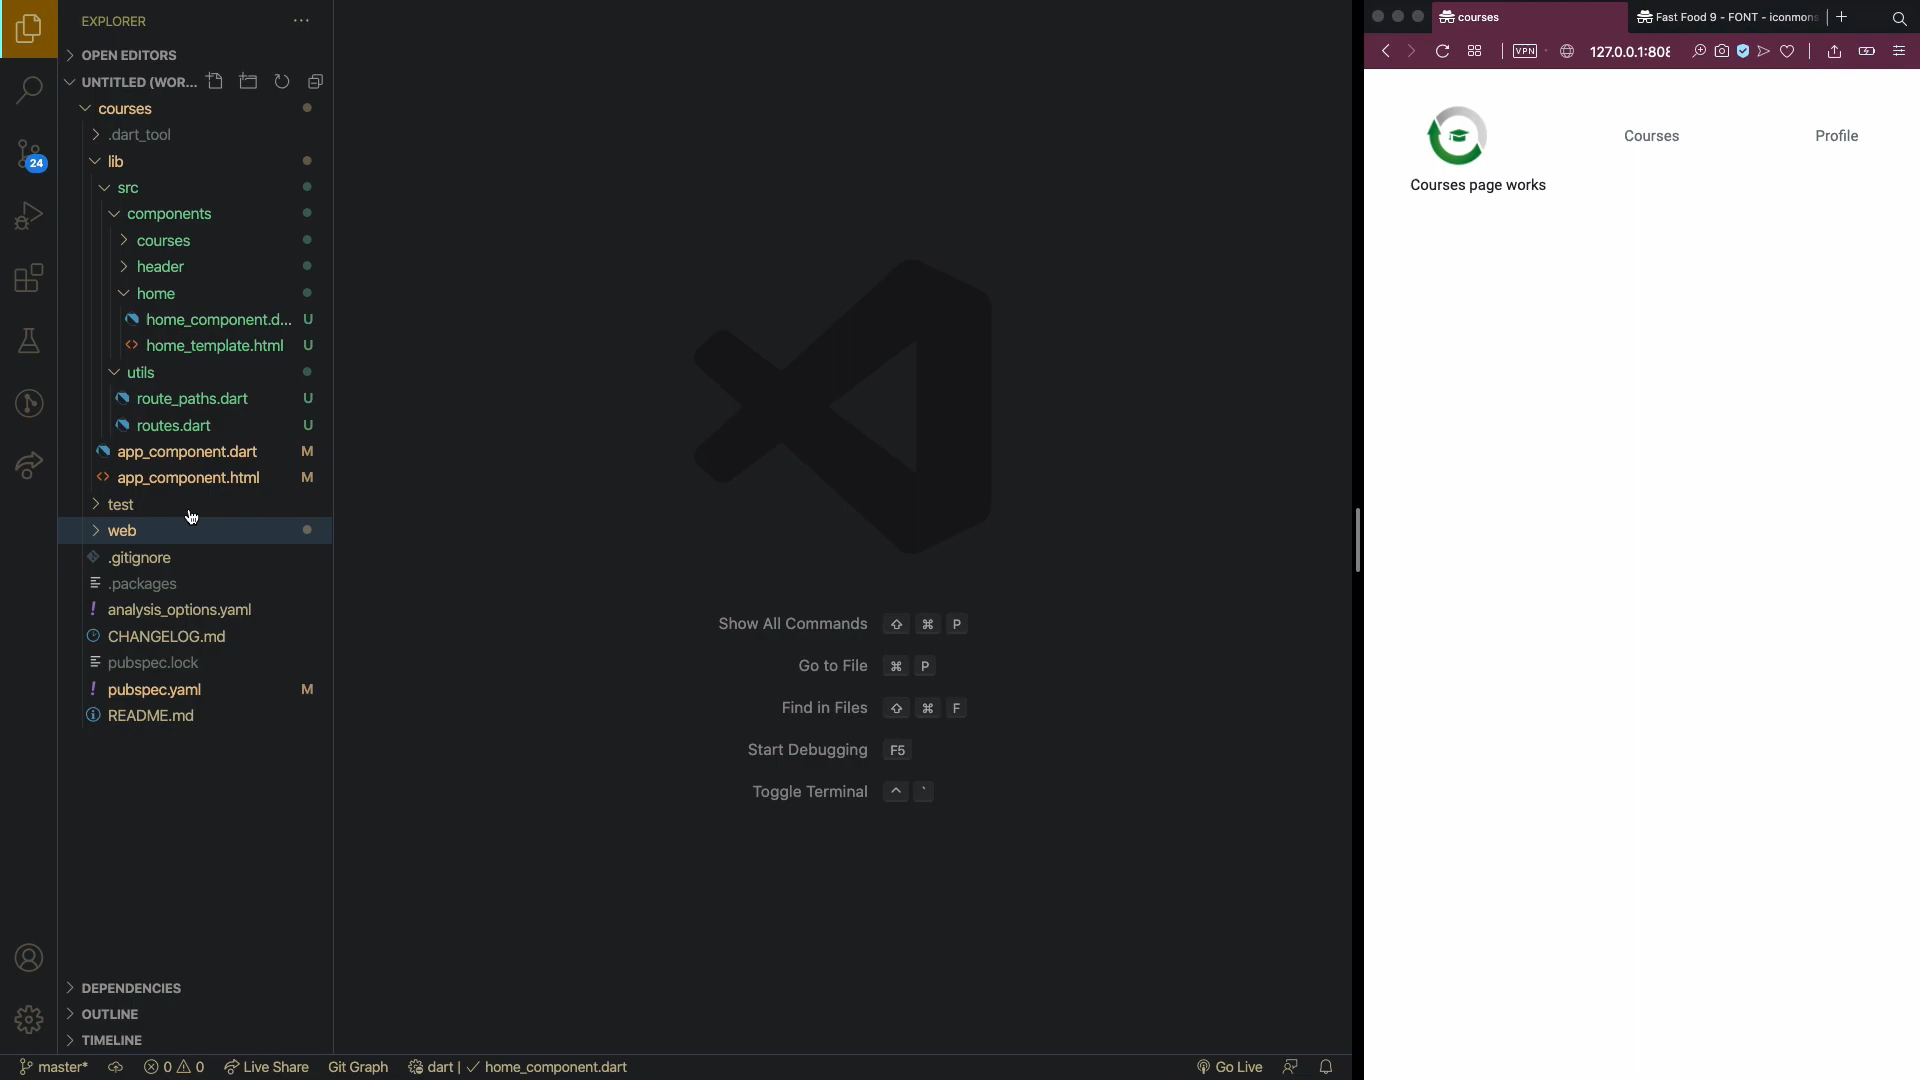 EXPLORER
OPEN EDITORS
UNTITLED (WOR...
courses
.dart_tool
lib
src
components
courses
header
home
home_component.d... U
home_template.html U
utils
route_paths.dart U
routes.dart U
app_component.dart M
app_component.html M
test
web
.gitignore
.packages
analysis_options.yaml
CHANGELOG.md
pubspec.lock
pubspec.yaml M
README.md
DEPENDENCIES
OUTLINE
TIMELINE
24
Show All Commands ⇧ ⌘ P
Go to File ⌘ P
Find in Files ⇧ ⌘ F
Start Debugging F5
Toggle Terminal ^ `
master* 0 0 Live Share Git Graph dart | ✓ home_component.dart Go Live
courses
Fast Food 9 - FONT - iconmons
VPN 127.0.0.1:808
Courses Profile
Courses page works